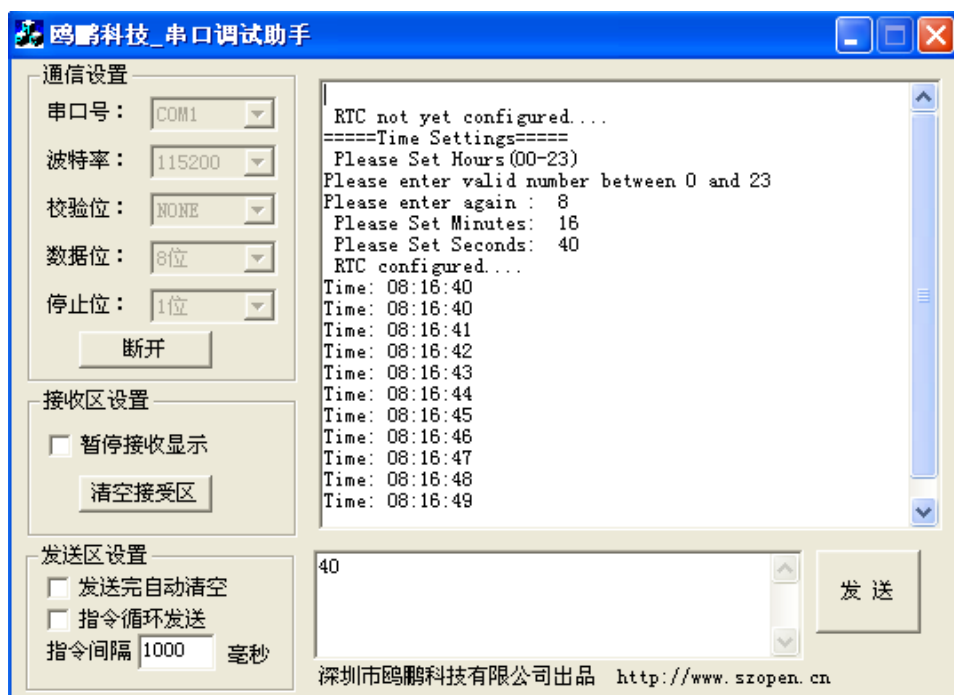 鸥鹏科技_串口调试助手
通信设置
串口号： COM1
波特率： 115200
校验位： NONE
数据位： 8位
停止位： 1位
断开
接收区设置
暂停接收显示
清空接受区
发送区设置
发送完自动清空
指令循环发送
指令间隔 1000 毫秒
RTC not yet configured....
=====Time Settings=====
Please Set Hours(00-23)
Please enter valid number between 0 and 23
Please enter again :  8
Please Set Minutes:  16
Please Set Seconds:  40
RTC configured....
Time: 08:16:40
Time: 08:16:40
Time: 08:16:41
Time: 08:16:42
Time: 08:16:43
Time: 08:16:44
Time: 08:16:45
Time: 08:16:46
Time: 08:16:47
Time: 08:16:48
Time: 08:16:49
40
发 送
深圳市鸥鹏科技有限公司出品  http://www.szopen.cn